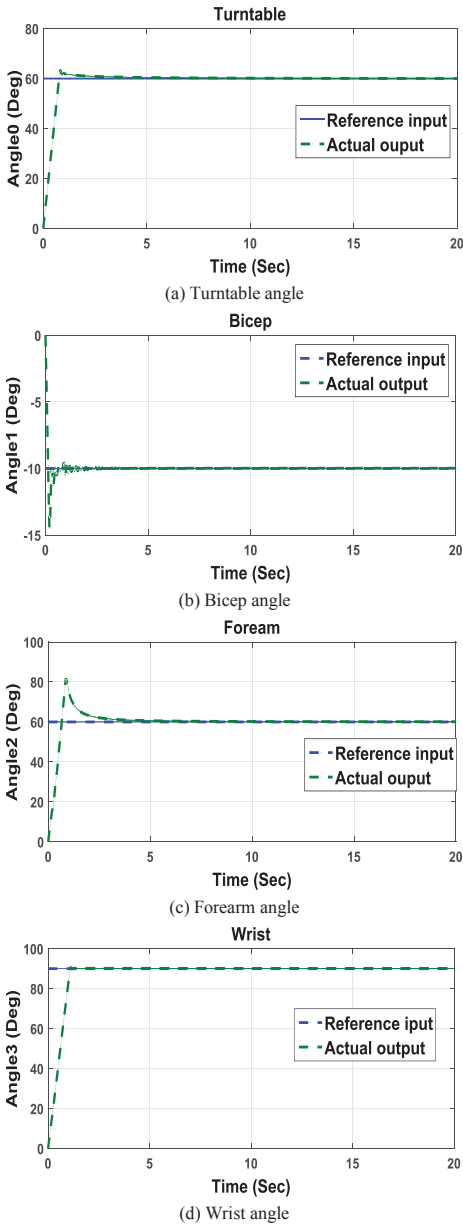 Turntable
80
60
40
20
0
Angle0 (Deg)
Reference input
Actual ouput
0 5 10 15 20
Time (Sec)
(a) Turntable angle
Bicep
0
-5
-10
-15
Angle1 (Deg)
Reference input
Actual output
0 5 10 15 20
Time (Sec)
(b) Bicep angle
Foream
100
80
60
40
20
0
Angle2 (Deg)
Reference input
Actual ouput
0 5 10 15 20
Time (Sec)
(c) Forearm angle
Wrist
100
80
60
40
20
0
Angle3 (Deg)
Reference iput
Actual output
0 5 10 15 20
Time (Sec)
(d) Wrist angle